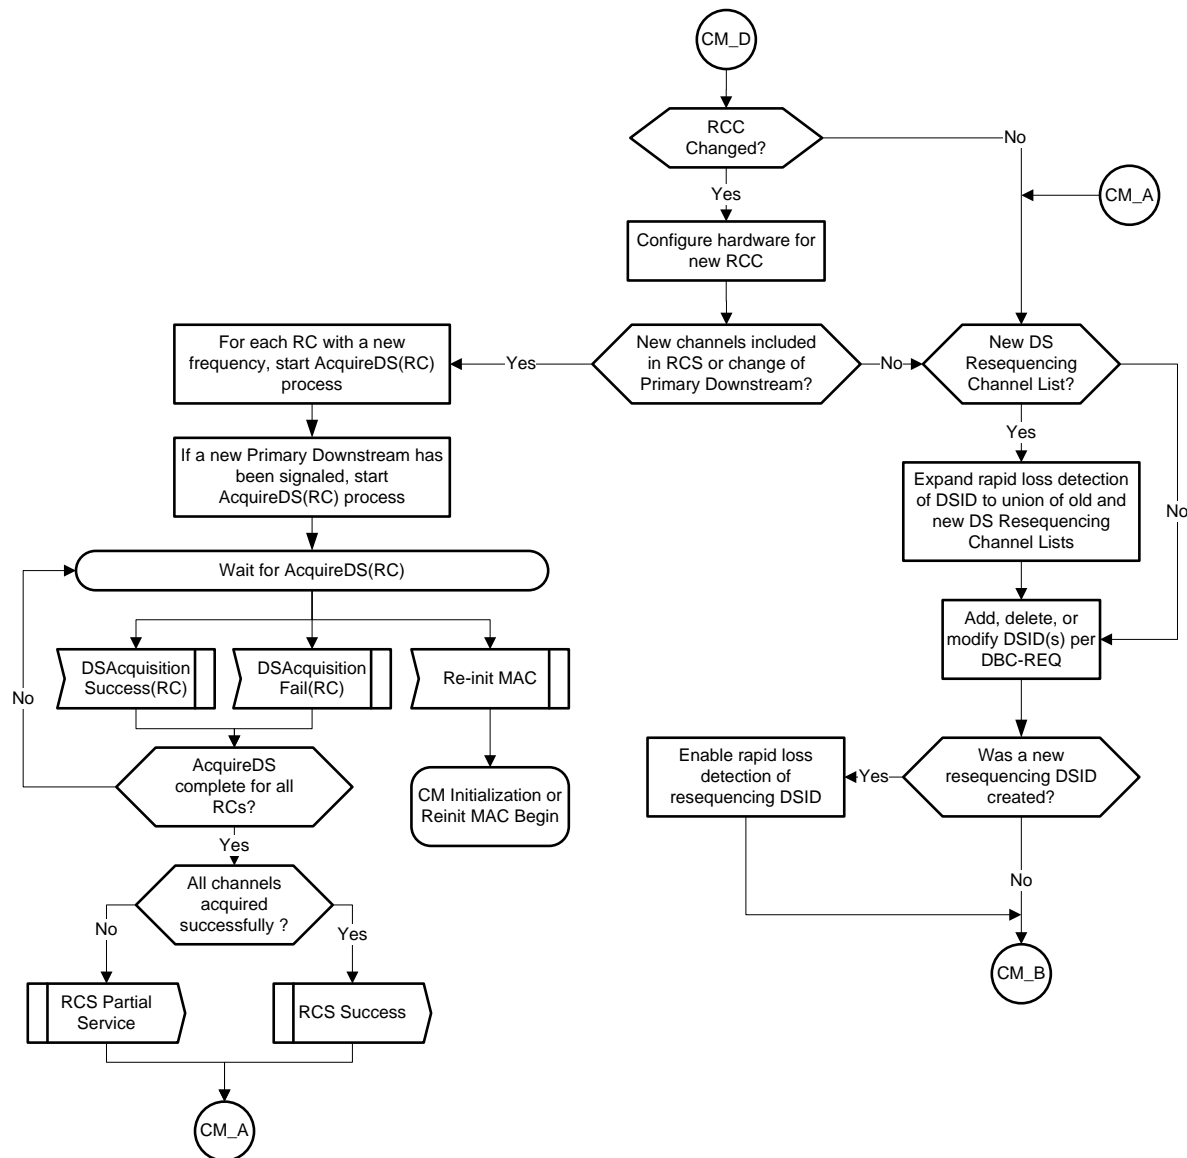 CM_D
RCC
Changed?
No
Yes
CM_A
Configure hardware for
new RCC
For each RC with a new
frequency, start AcquireDS(RC)
process
Yes
New channels included
in RCS or change of
Primary Downstream?
No
New DS
Resequencing
Channel List?
Yes
No
If a new Primary Downstream has
been signaled, start
AcquireDS(RC) process
Expand rapid loss detection
of DSID to union of old and
new DS Resequencing
Channel Lists
Wait for AcquireDS(RC)
Add, delete, or
modify DSID(s) per
DBC-REQ
DSAcquisition
Success(RC)
DSAcquisition
Fail(RC)
Re-init MAC
No
AcquireDS
complete for all
RCs?
CM Initialization or
Reinit MAC Begin
Enable rapid loss
detection of
resequencing DSID
Yes
Was a new
resequencing DSID
created?
Yes
No
All channels
acquired
successfully ?
No
Yes
RCS Partial
Service
RCS Success
CM_B
CM_A